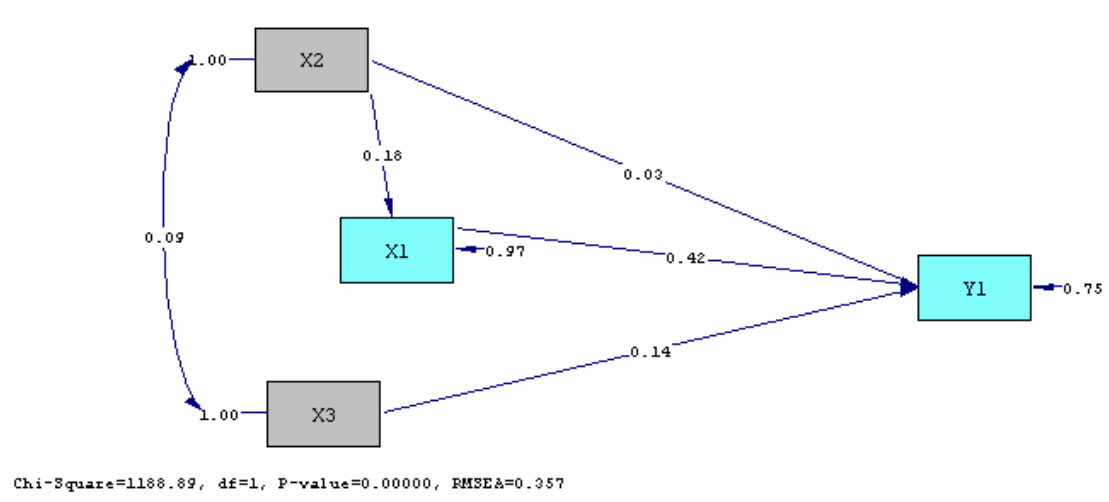 1.00
X2
0.18
0.03
0.09
X1
0.97
0.42
Y1
0.75
0.14
1.00
X3
Chi-Square=1188.89, df=1, P-value=0.00000, RMSEA=0.357